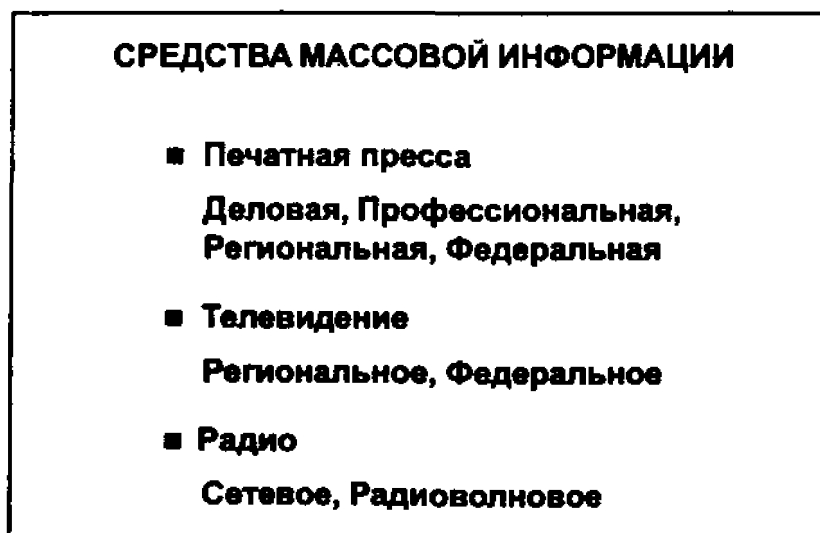 СРЕДСТВА МАССОВОЙ ИНФОРМАЦИИ
■ Печатная пресса
Деловая, Профессиональная,
Региональная, Федеральная
■ Телевидение
Региональное, Федеральное
■ Радио
Сетевое, Радиоволновое